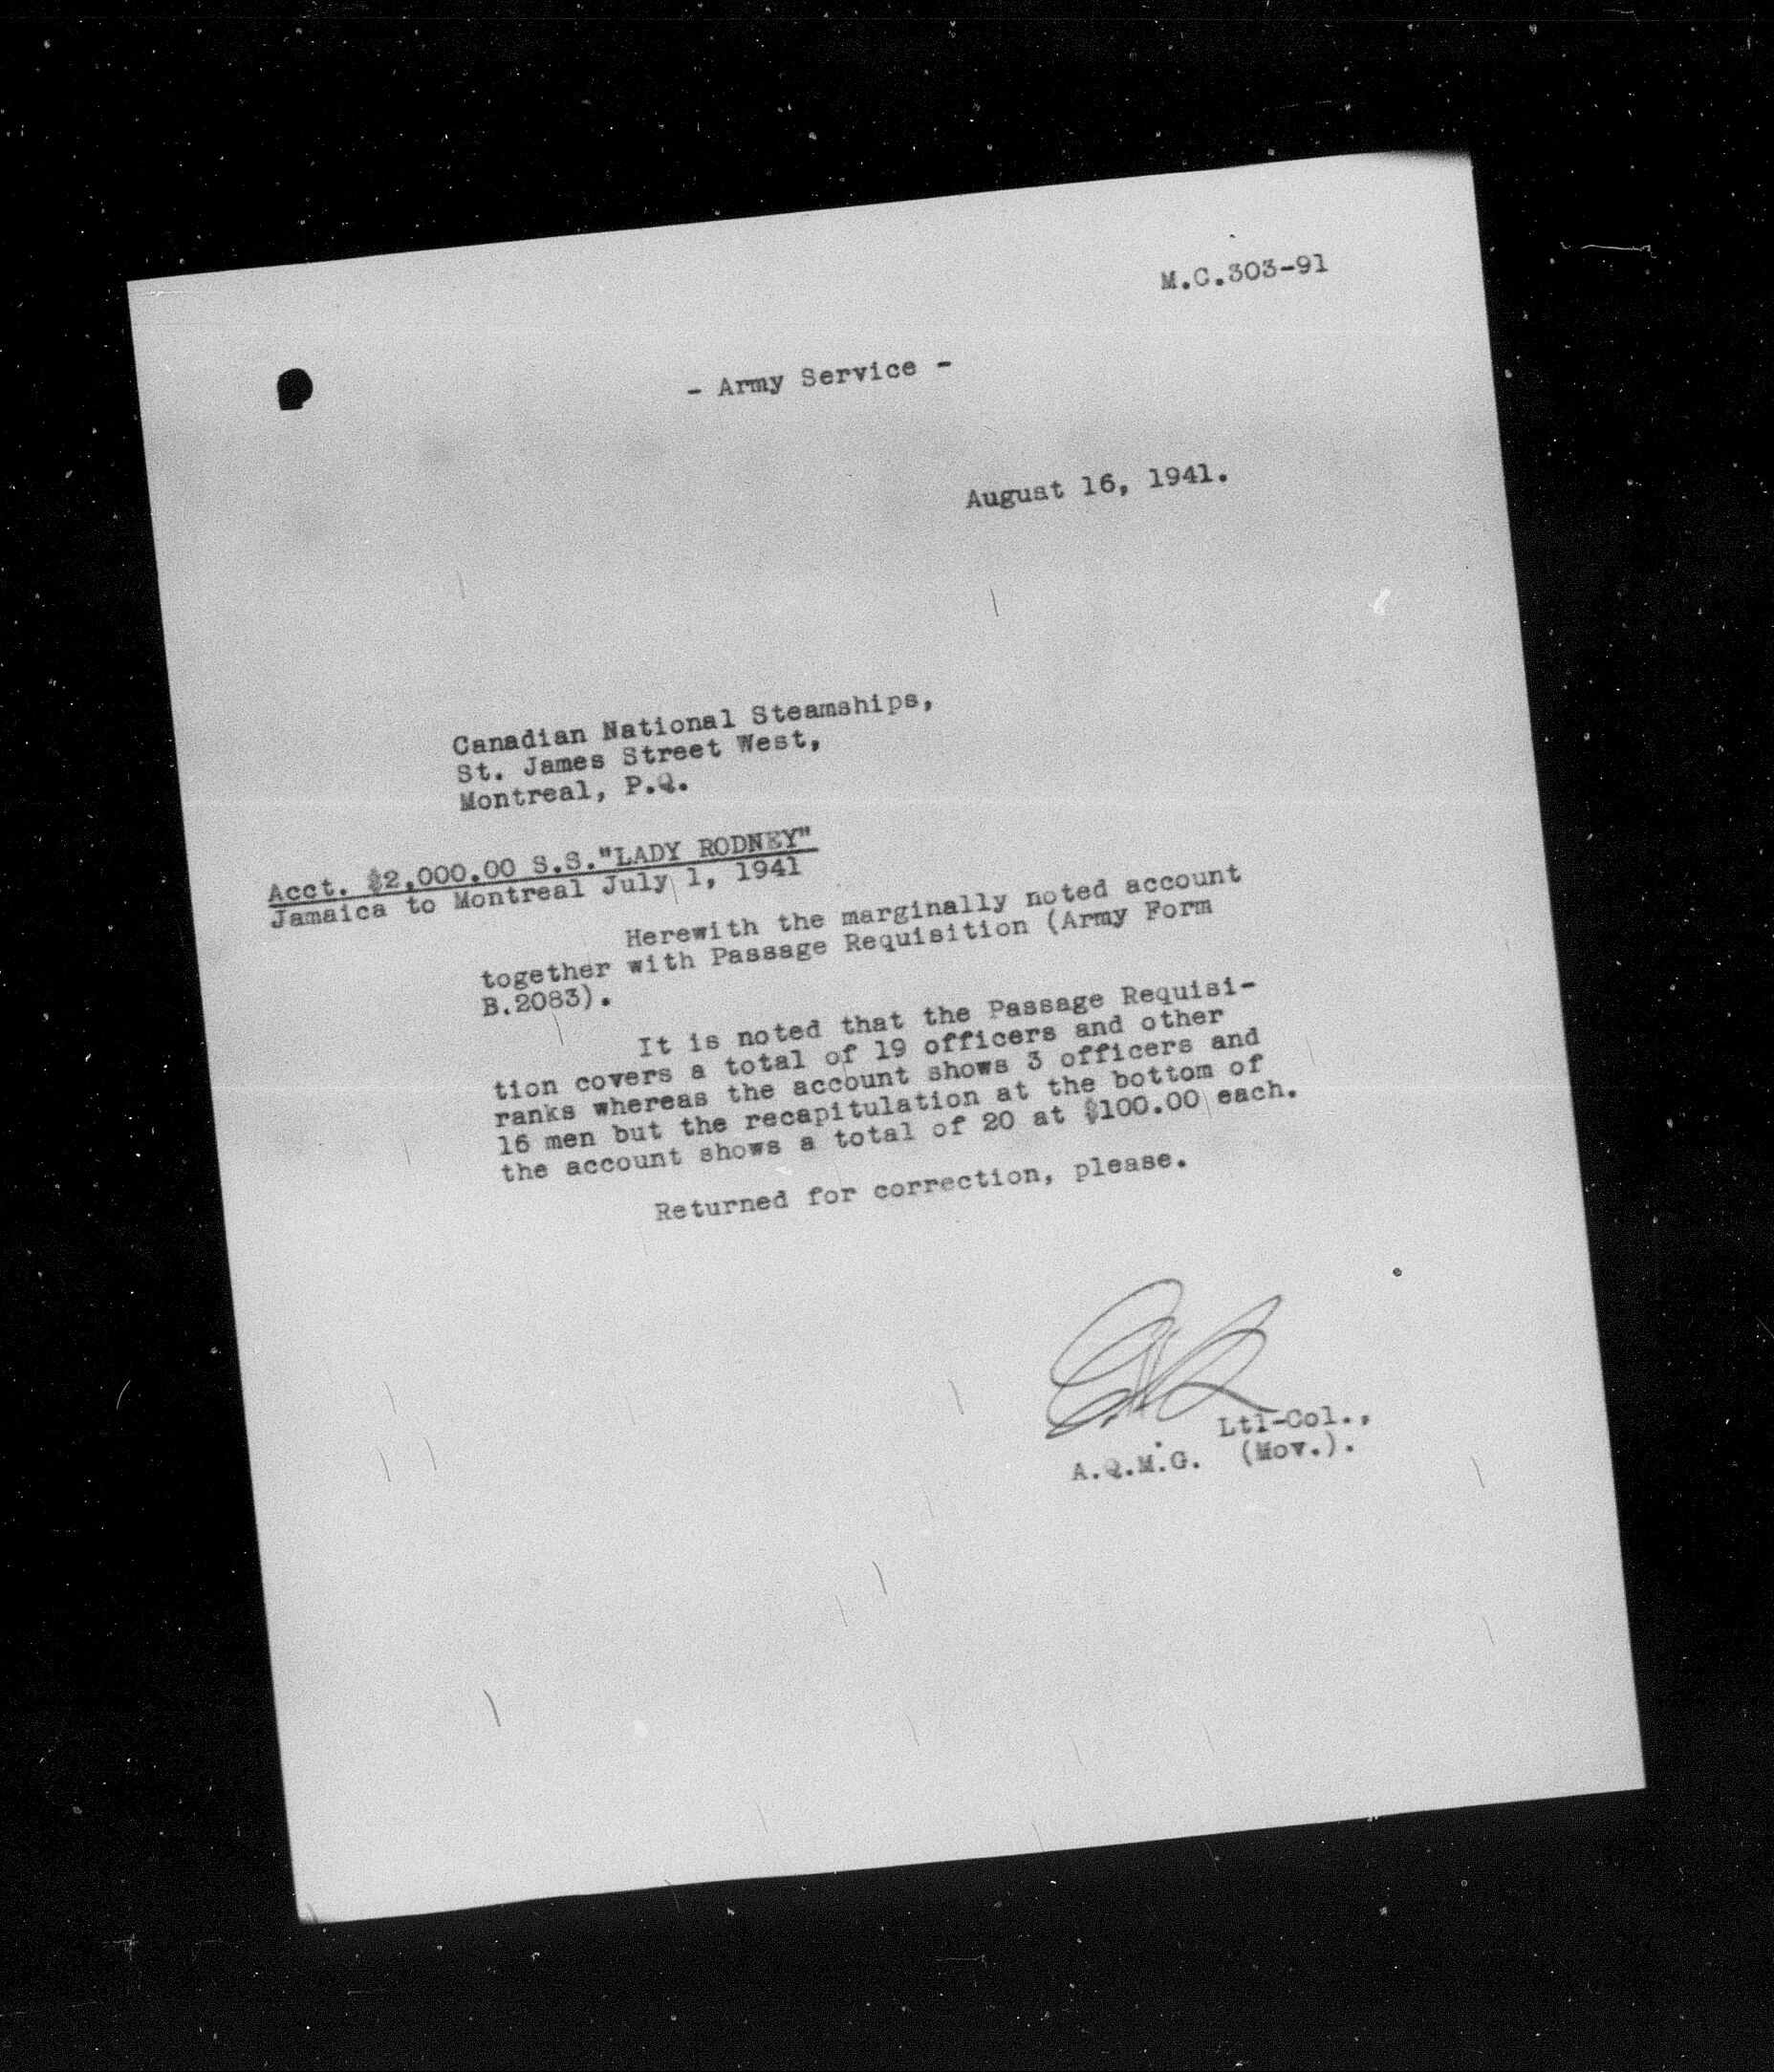 M.C.303-91
- Army Service -
August 16, 1941.
Canadian National Steamships,
St. James Street West,
Montreal, P.Q.
Acct. $2,000.00 S.S."LADY RODNEY"
Jamaica to Montreal July 1, 1941
Herewith the marginally noted account
together with Passage Requisition (Army Form
B.2083).
It is noted that the Passage Requisi-
tion covers a total of 19 officers and other
ranks whereas the account shows 3 officers and
16 men but the recapitulation at the bottom of
the account shows a total of 20 at $100.00 each.
Returned for correction, please.
Ltl-Col.,
A.Q.M.G. (Mov.).